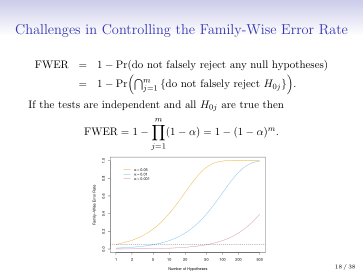 Challenges in Controlling the Family-Wise Error Rate
FWER = 1 − Pr(do not falsely reject any null hypotheses)
= 1 − Pr(⋂_{j=1}^{m} {do not falsely reject H_{0j}}).
If the tests are independent and all H_{0j} are true then
FWER = 1 − ∏_{j=1}^{m} (1 − α) = 1 − (1 − α)^m.
α = 0.05
α = 0.01
α = 0.001
Family−Wise Error Rate
0.0 0.2 0.4 0.6 0.8 1.0
1 2 5 10 20 50 100 200 500
Number of Hypotheses
18 / 38